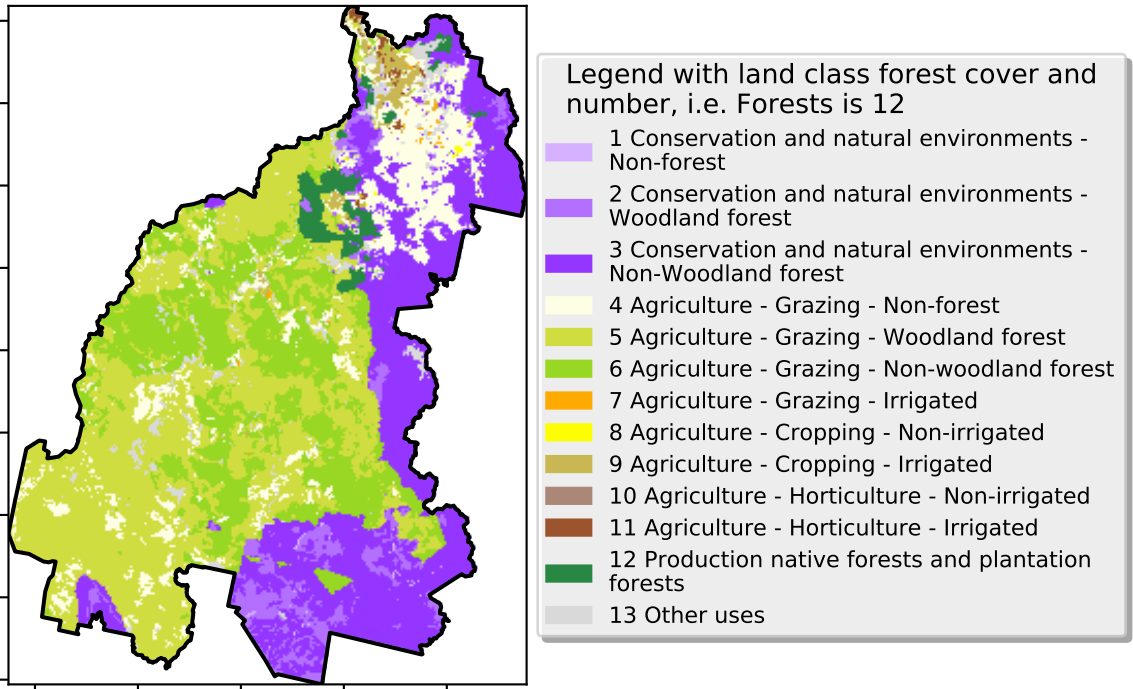 Legend with land class forest cover and
number, i.e. Forests is 12
1 Conservation and natural environments -
Non-forest
2 Conservation and natural environments -
Woodland forest
3 Conservation and natural environments -
Non-Woodland forest
4 Agriculture - Grazing - Non-forest
5 Agriculture - Grazing - Woodland forest
6 Agriculture - Grazing - Non-woodland forest
7 Agriculture - Grazing - Irrigated
8 Agriculture - Cropping - Non-irrigated
9 Agriculture - Cropping - Irrigated
10 Agriculture - Horticulture - Non-irrigated
11 Agriculture - Horticulture - Irrigated
12 Production native forests and plantation
forests
13 Other uses